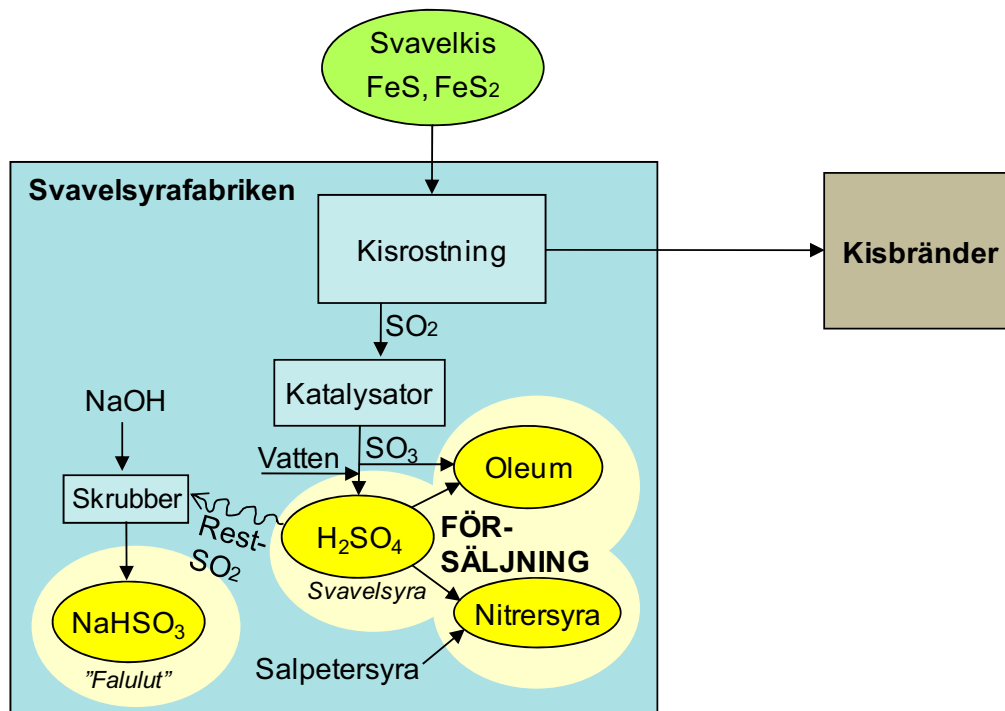 Svavelkis
FeS, FeS₂
Svavelsyrafabriken
Kisrostning
Kisbränder
SO₂
Katalysator
NaOH
SO₃
Vatten
Oleum
Skrubber
Rest-
SO₂
H₂SO₄
FÖR-
SÄLJNING
Svavelsyra
NaHSO₃
Nitrersyra
"Falulut"
Salpetersyra